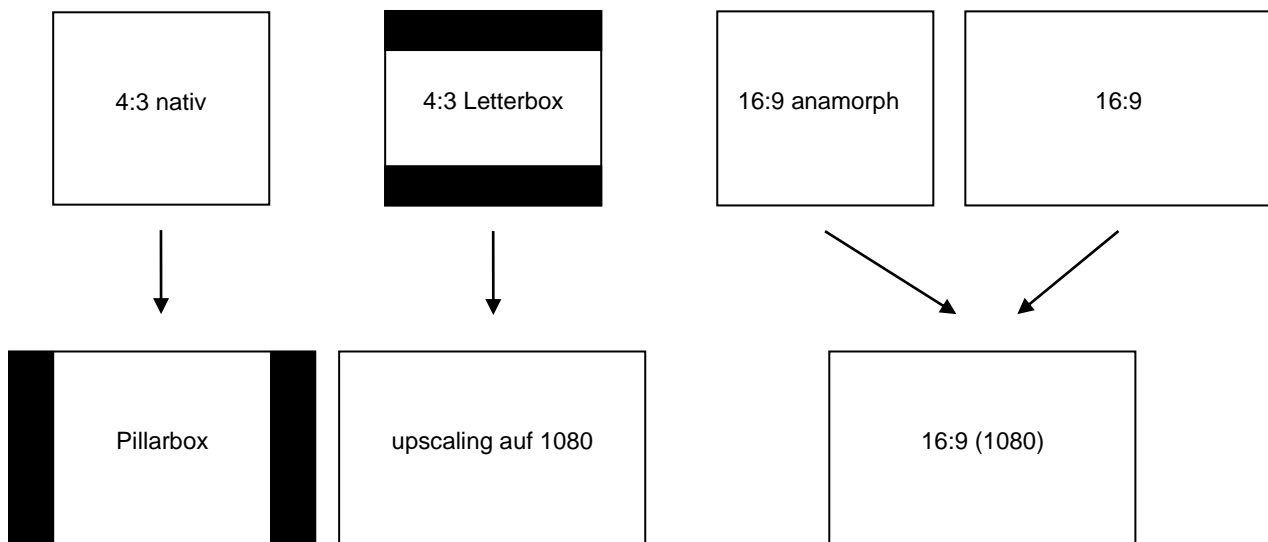 4:3 nativ
4:3 Letterbox
16:9 anamorph
16:9
Pillarbox
upscaling auf 1080
16:9 (1080)